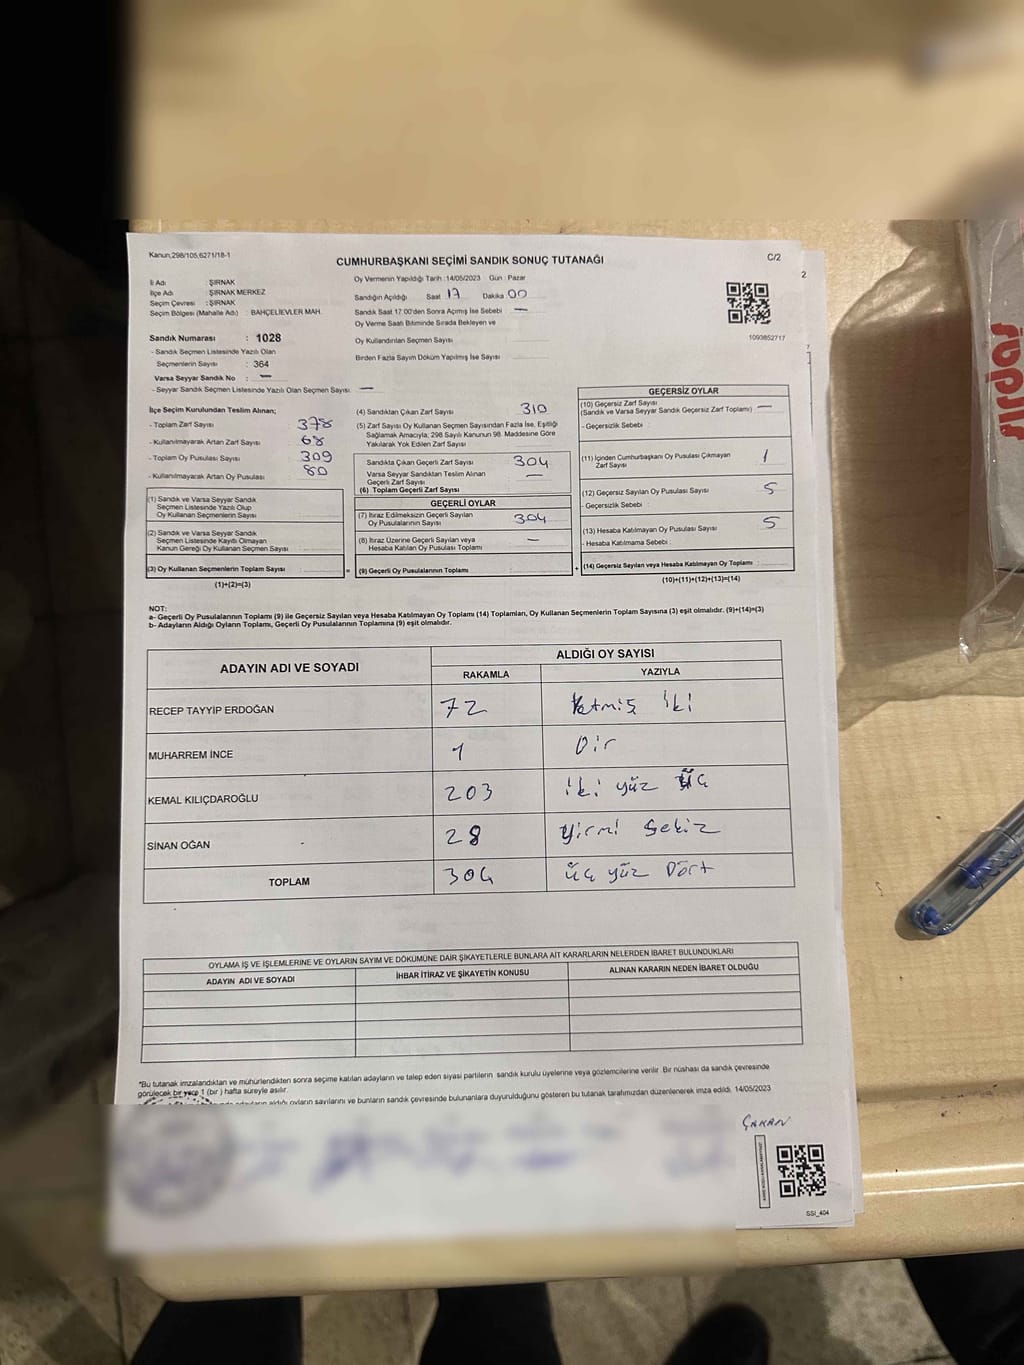 Kanun,298/105,6271/18-1
CUMHURBAŞKANI SEÇİMİ SANDIK SONUÇ TUTANAĞI
C/2
2
İl Adı : ŞIRNAK
İlçe Adı : ŞIRNAK MERKEZ
Seçim Çevresi : ŞIRNAK
Seçim Bölgesi (Mahalle Adı) : BAHÇELİEVLER MAH.
Sandık Numarası : 1028
- Sandık Seçmen Listesinde Yazılı Olan
Seçmenlerin Sayısı : 364
Varsa Seyyar Sandık No : —
- Seyyar Sandık Seçmen Listesinde Yazılı Olan Seçmen Sayısı —
Oy Vermenin Yapıldığı Tarih :14/05/2023 Gün : Pazar
Sandığın Açıldığı Saat 17 Dakika 00
Sandık Saat 17:00'den Sonra Açımış İse Sebebi —
Oy Verme Saati Bitiminde Sırada Bekleyen ve
Oy Kullandırılan Seçmen Sayısı
Birden Fazla Sayım Döküm Yapılmış İse Sayısı
1093852717
İlçe Seçim Kurulundan Teslim Alınan;
- Toplam Zarf Sayısı 378
- Kullanılmayarak Artan Zarf Sayısı 68
- Toplam Oy Pusulası Sayısı 309
- Kullanılmayarak Artan Oy Pusulası 80
(1) Sandık ve Varsa Seyyar Sandık
Seçmen Listesinde Yazılı Olup
Oy Kullanan Seçmenlerin Sayısı
(2) Sandık ve Varsa Seyyar Sandık
Seçmen Listesinde Kayıtlı Olmayan
Kanun Gereği Oy Kullanan Seçmen Sayısı
(3) Oy Kullanan Seçmenlerin Toplam Sayısı =
(1)+(2)=(3)
(4) Sandıktan Çıkan Zarf Sayısı 310
(5) Zarf Sayısı Oy Kullanan Seçmen Sayısından Fazla İse, Eşitliği
Sağlamak Amacıyla; 298 Sayılı Kanunun 98. Maddesine Göre
Yakılarak Yok Edilen Zarf Sayısı
Sandıkta Çıkan Geçerli Zarf Sayısı 304
Varsa Seyyar Sandıktan Teslim Alınan
Geçerli Zarf Sayısı —
(6) Toplam Geçerli Zarf Sayısı
GEÇERLİ OYLAR
(7) İtiraz Edilmeksizin Geçerli Sayılan
Oy Pusulalarının Sayısı 304
(8) İtiraz Üzerine Geçerli Sayılan veya
Hesaba Katılan Oy Pusulası Toplamı —
(9) Geçerli Oy Pusulalarının Toplamı +
GEÇERSİZ OYLAR
(10) Geçersiz Zarf Sayısı
(Sandık ve Varsa Seyyar Sandık Geçersiz Zarf Toplamı) —
- Geçersizlik Sebebi :
(11) İçinden Cumhurbaşkanı Oy Pusulası Çıkmayan
Zarf Sayısı 1
(12) Geçersiz Sayılan Oy Pusulası Sayısı 5
- Geçersizlik Sebebi :
(13) Hesaba Katılmayan Oy Pusulası Sayısı 5
- Hesaba Katılmama Sebebi :
(14) Geçersiz Sayılan veya Hesaba Katılmayan Oy Toplamı
(10)+(11)+(12)+(13)=(14)
NOT:
a- Geçerli Oy Pusulalarının Toplamı (9) ile Geçersiz Sayılan veya Hesaba Katılmayan Oy Toplamı (14) Toplamları, Oy Kullanan Seçmenlerin Toplam Sayısına (3) eşit olmalıdır. (9)+(14)=(3)
b- Adayların Aldığı Oyların Toplamı, Geçerli Oy Pusulalarının Toplamına (9) eşit olmalıdır.
ADAYIN ADI VE SOYADI
ALDIĞI OY SAYISI
RAKAMLA YAZIYLA
RECEP TAYYİP ERDOĞAN 72 Yetmiş iki
MUHARREM İNCE 1 Bir
KEMAL KILIÇDAROĞLU 203 iki yüz üç
SİNAN OĞAN 28 Yirmi sekiz
TOPLAM 304 üç yüz Dört
OYLAMA İŞ VE İŞLEMLERİNE VE OYLARIN SAYIM VE DÖKÜMÜNE DAİR ŞİKAYETLERLE BUNLARA AİT KARARLARIN NELERDEN İBARET BULUNDUKLARI
ADAYIN ADI VE SOYADI İHBAR İTİRAZ VE ŞİKAYETİN KONUSU ALINAN KARARIN NEDEN İBARET OLDUĞU
*Bu tutanak imzalandıktan ve mühürlendikten sonra seçime katılan adayların ve talep eden siyasi partilerin sandık kurulu üyelerine veya gözlemcilerine verilir. Bir nüshası da sandık çevresinde
görülecek bir yere 1 (bir ) hafta süreyle asılır.
adayların aldığı oyların sayılarını ve bunların sandık çevresinde bulunanlara duyurulduğunu gösteren bu tutanak tarafımızdan düzenlenerek imza edildi. 14/05/2023
ÇAKAN
SSI_404
sırdaş